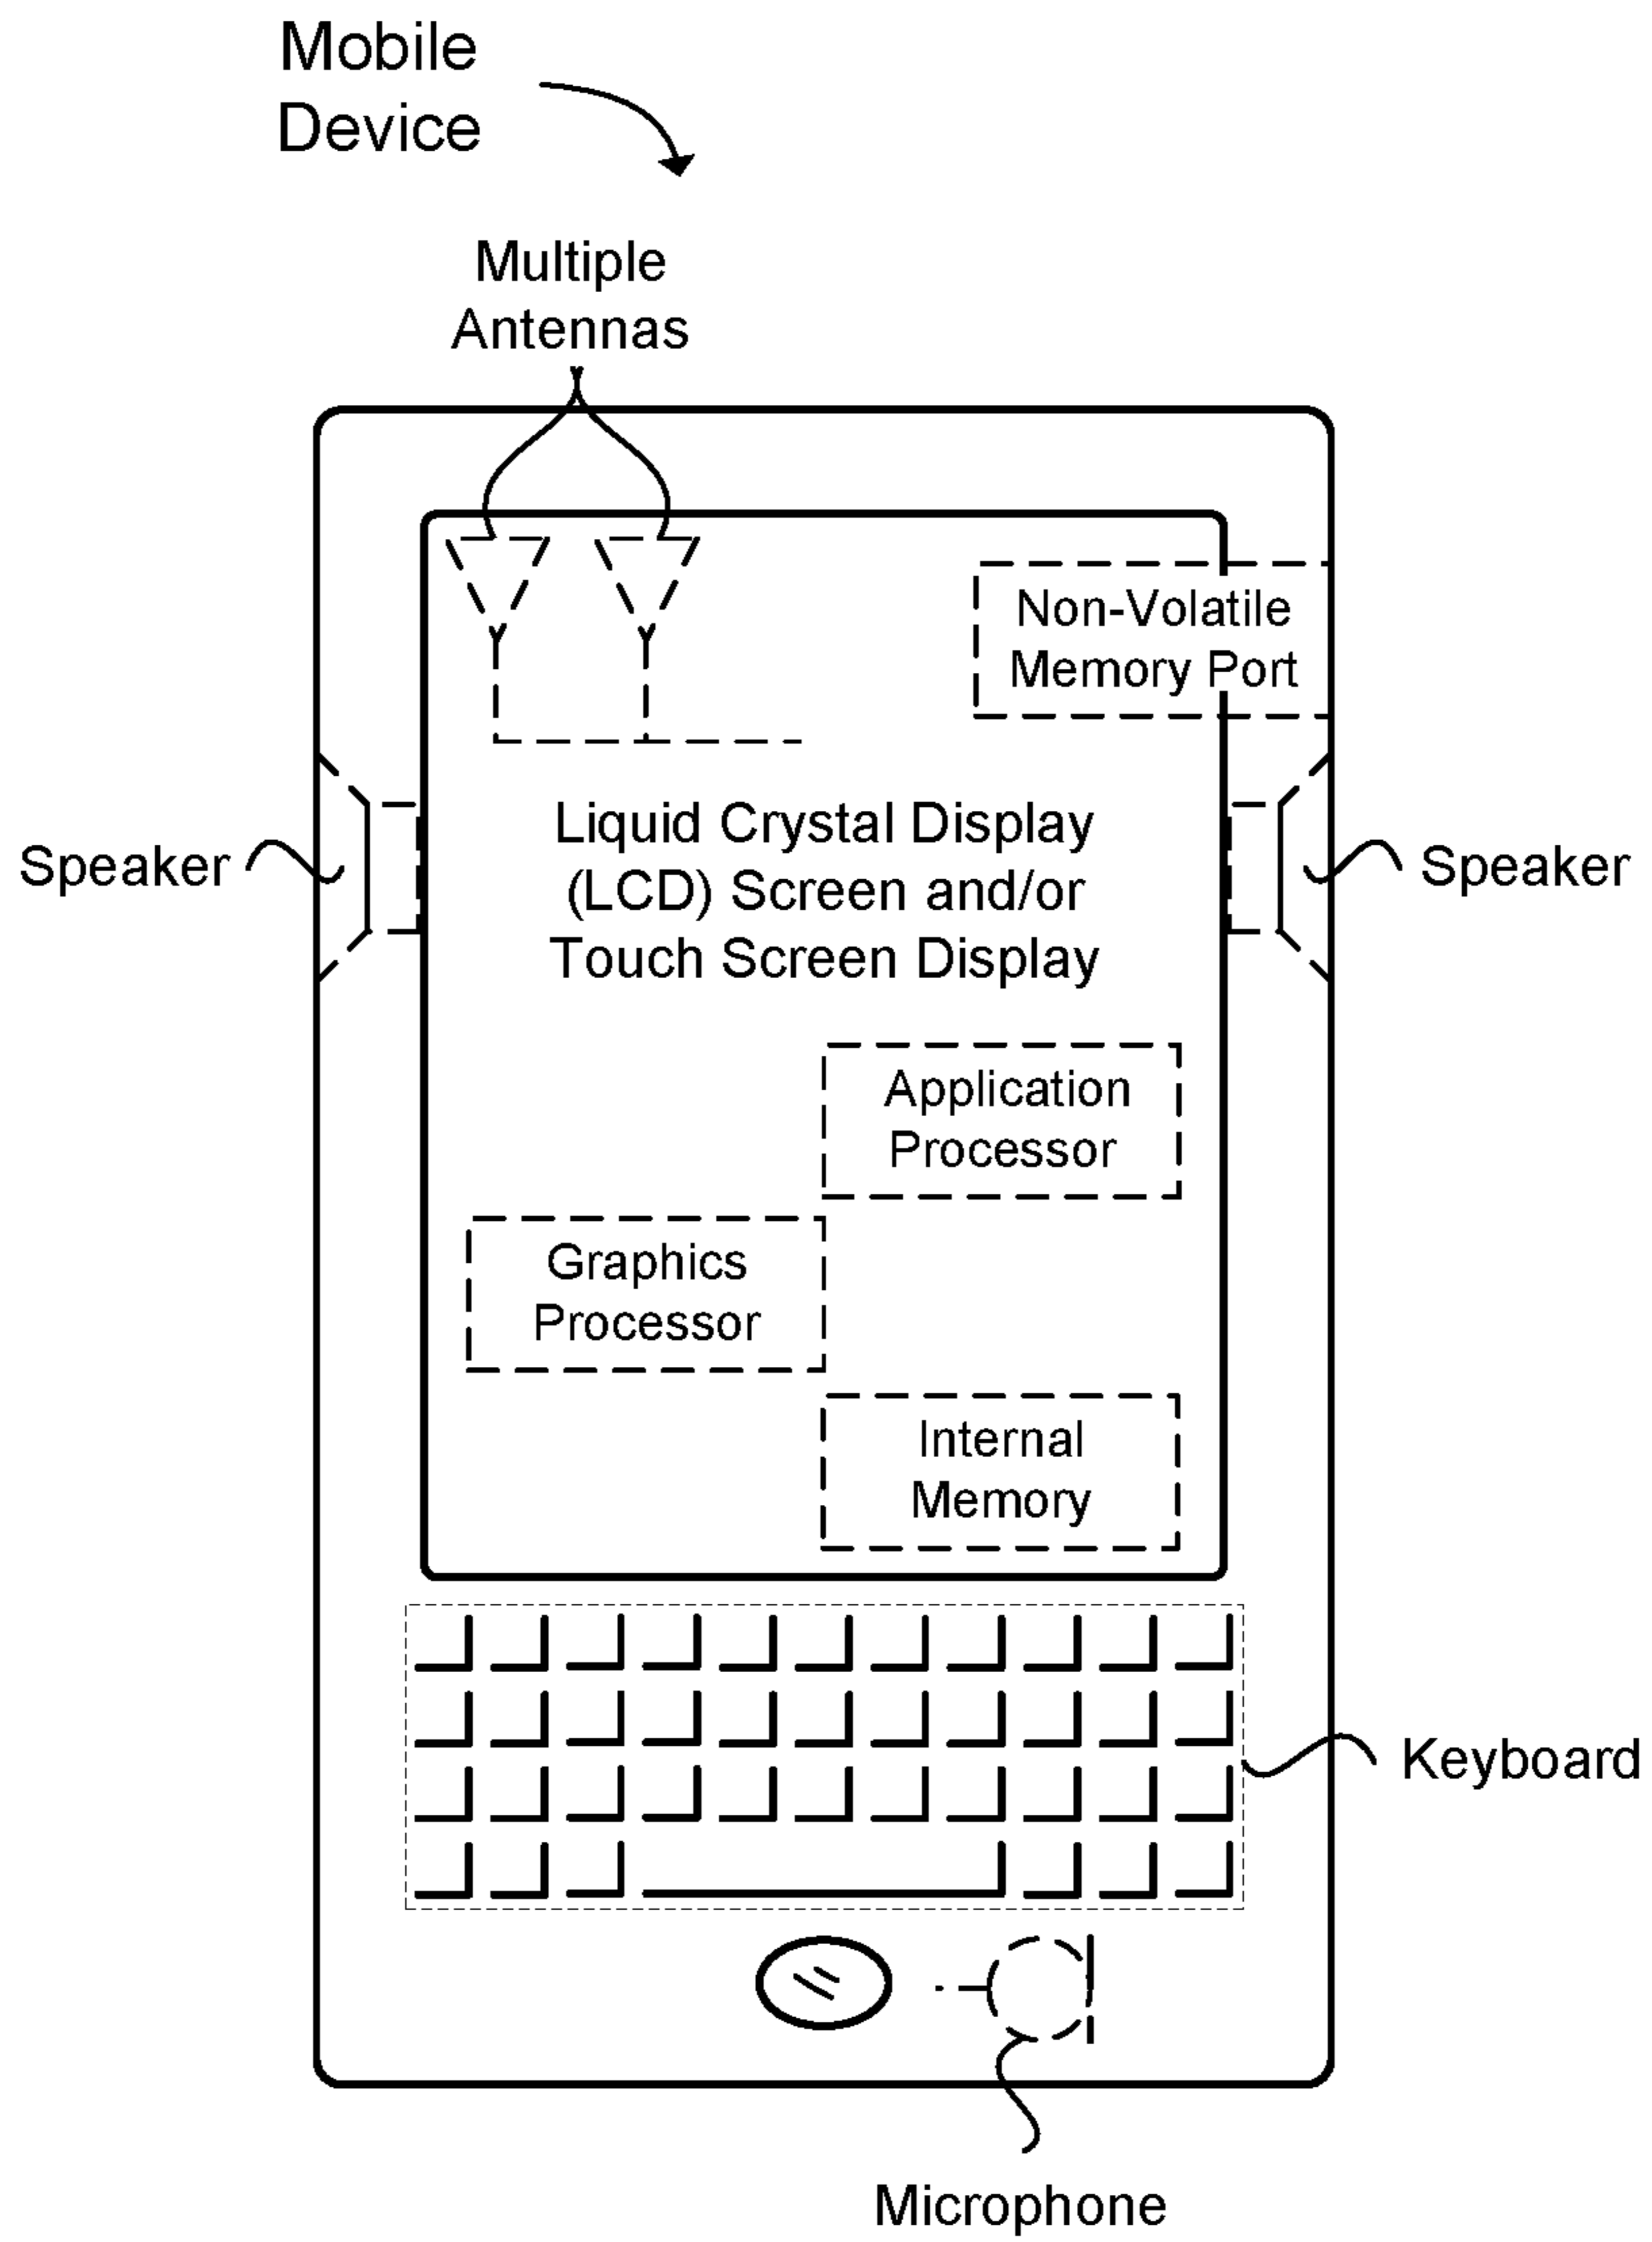 Mobile
Device
Multiple
Antennas
Non-Volatile
Memory Port
Liquid Crystal Display
(LCD) Screen and/or
Touch Screen Display
Speaker
Speaker
Application
Processor
Graphics
Processor
Internal
Memory
Keyboard
Microphone